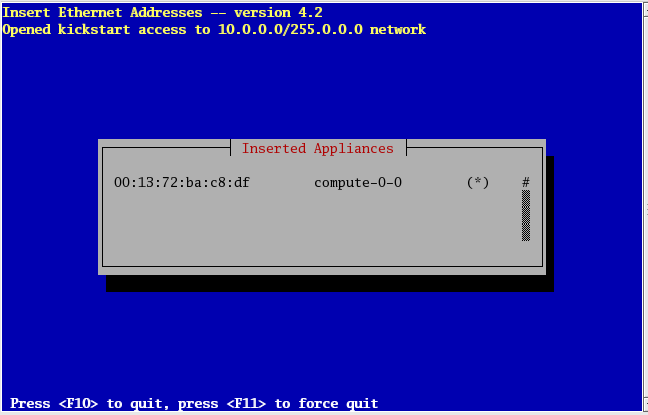 Insert Ethernet Addresses -- version 4.2
Opened kickstart access to 10.0.0.0/255.0.0.0 network
Inserted Appliances
00:13:72:ba:c8:df compute-0-0 (*) #
Press <F10> to quit, press <F11> to force quit